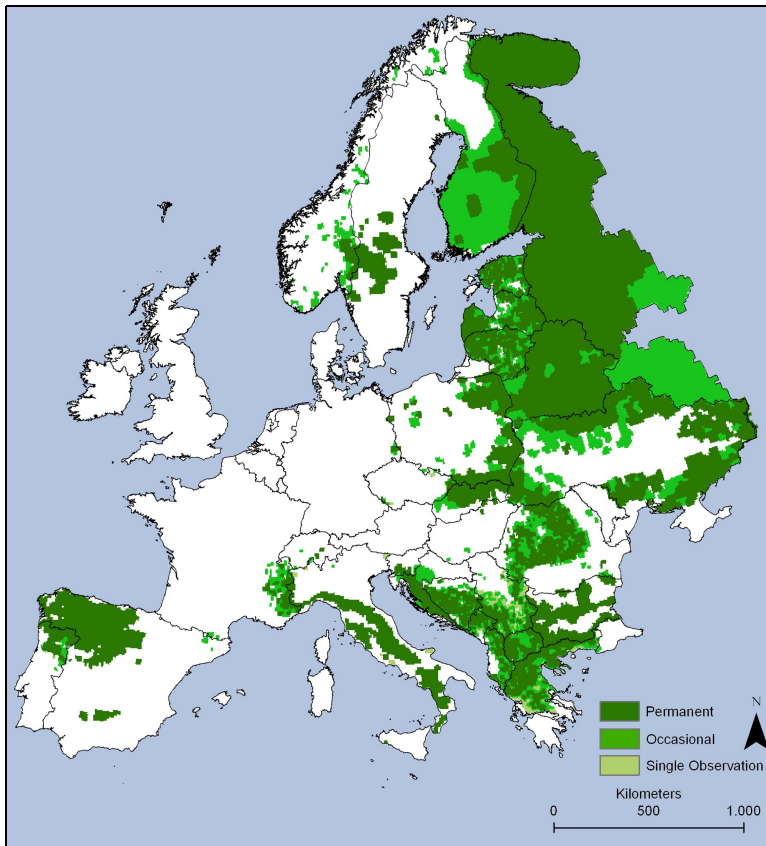 N
Permanent
Occasional
Single Observation
Kilometers
0 500 1.000